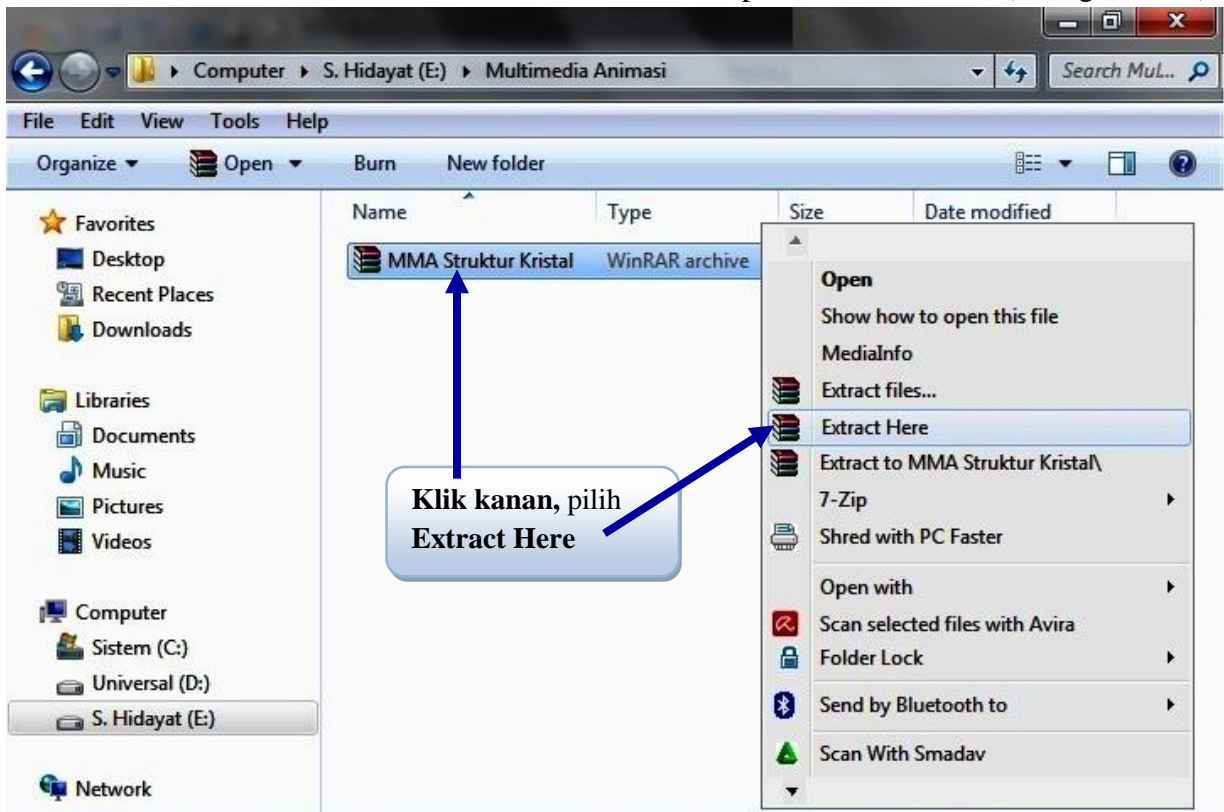 Computer ▸ S. Hidayat (E:) ▸ Multimedia Animasi
Search Mul...
File Edit View Tools Help
Organize Open Burn New folder
Favorites
Desktop
Recent Places
Downloads
Libraries
Documents
Music
Pictures
Videos
Computer
Sistem (C:)
Universal (D:)
S. Hidayat (E:)
Network
Name Type Size Date modified
MMA Struktur Kristal WinRAR archive
Klik kanan, pilih
Extract Here
Open
Show how to open this file
MediaInfo
Extract files...
Extract Here
Extract to MMA Struktur Kristal\
7-Zip
Shred with PC Faster
Open with
Scan selected files with Avira
Folder Lock
Send by Bluetooth to
Scan With Smadav